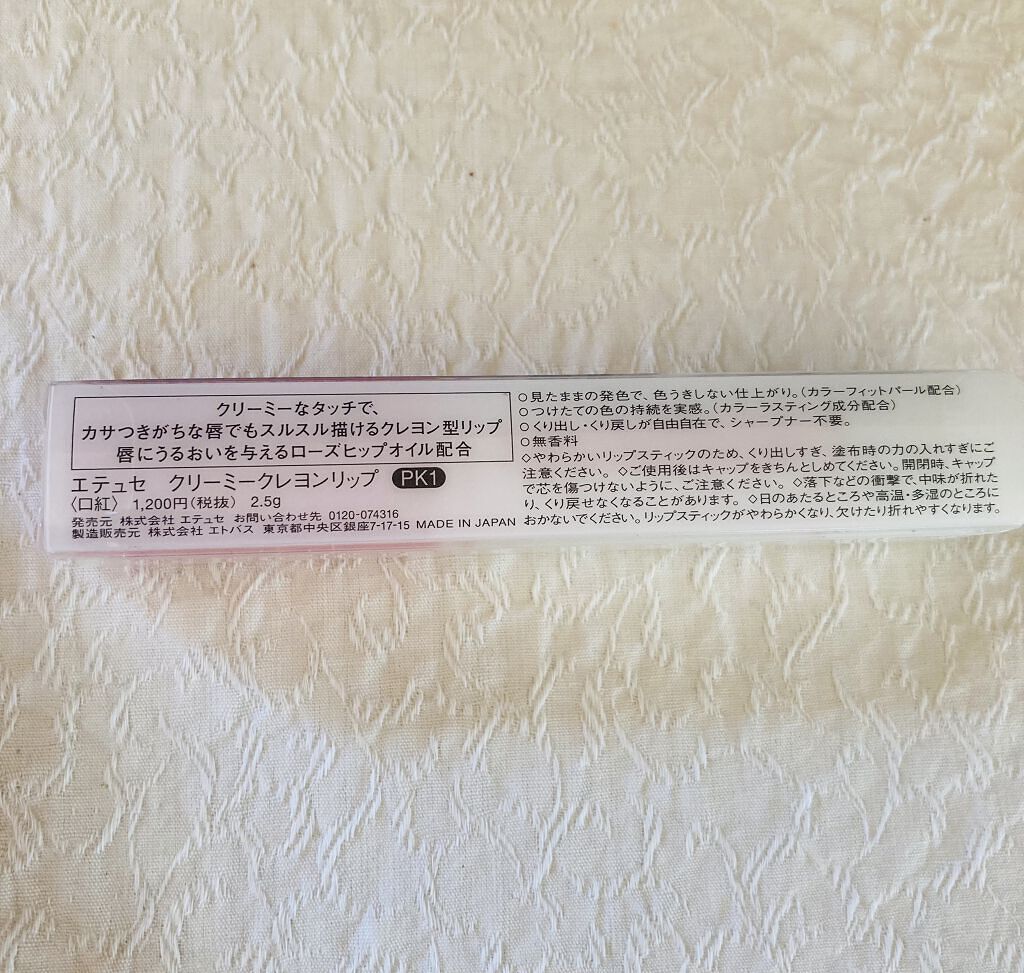 クリーミーなタッチで、
カサつきがちな唇でもスルスル描けるクレヨン型リップ
唇にうるおいを与えるローズヒップオイル配合
エテュセ クリーミークレヨンリップ PK1
〈口紅〉 1,200円(税抜) 2.5g
発売元 株式会社 エテュセ お問い合わせ先 0120-074316
製造販売元 株式会社 エトバス 東京都中央区銀座7-17-15 MADE IN JAPAN
○見たままの発色で、色うきしない仕上がり。(カラーフィットパール配合)
○つけたての色の持続を実感。(カラーラスティング成分配合)
○くり出し・くり戻しが自由自在で、シャープナー不要。
○無香料
◇やわらかいリップスティックのため、くり出しすぎ、塗布時の力の入れすぎにご
注意ください。 ◇ご使用後はキャップをきちんとしめてください。開閉時、キャップ
で芯を傷つけないように、ご注意ください。 ◇落下などの衝撃で、中味が折れた
り、くり戻せなくなることがあります。 ◇日のあたるところや高温・多湿のところに
おかないでください。リップスティックがやわらかくなり、欠けたり折れやすくなります。